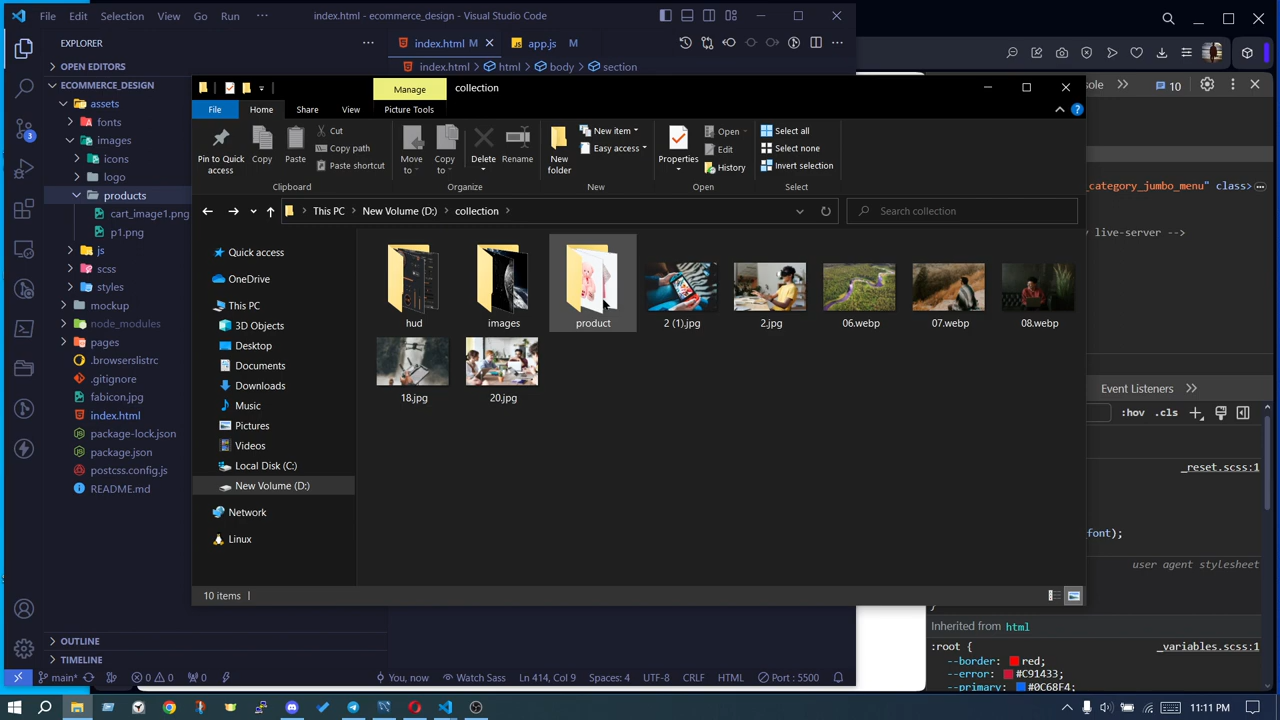 File Edit Selection View Go Run ··· index.html - ecommerce_design - Visual Studio Code
EXPLORER ··· index.html M app.js M
OPEN EDITORS index.html > html > body > section
ECOMMERCE_DESIGN
assets
fonts
images
icons
logo
products
cart_image1.png
p1.png
js
scss
styles
mockup
node_modules
pages
.browserslistrc
.gitignore
fabicon.jpg
index.html
package-lock.json
package.json
postcss.config.js
README.md
OUTLINE
TIMELINE
Manage collection
File Home Share View Picture Tools
Pin to Quick access
Copy
Paste
Cut
Copy path
Paste shortcut
Clipboard
Move to
Copy to
Delete
Rename
Organize
New folder
New item
Easy access
New
Properties
Open
Edit
History
Open
Select all
Select none
Invert selection
Select
This PC > New Volume (D:) > collection >
Search collection
Quick access
OneDrive
This PC
3D Objects
Desktop
Documents
Downloads
Music
Pictures
Videos
Local Disk (C:)
New Volume (D:)
Network
Linux
hud images product 2 (1).jpg 2.jpg 06.webp 07.webp 08.webp
18.jpg 20.jpg
10 items
sole 10
_category_jumbo_menu" class>
y live-server -->
Event Listeners
:hov .cls
_reset.scss:1
font);
user agent stylesheet
}
Inherited from html
:root { _variables.scss:1
--border: red;
--error: #C91433;
--primary: #0C68F4;
3
main* 0 0 0 You, now Watch Sass Ln 414, Col 9 Spaces: 4 UTF-8 CRLF HTML Port : 5500
11:11 PM